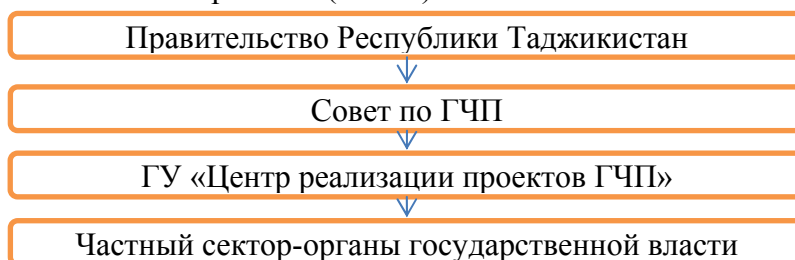 Правительство Республики Таджикистан
Совет по ГЧП
ГУ «Центр реализации проектов ГЧП»
Частный сектор-органы государственной власти